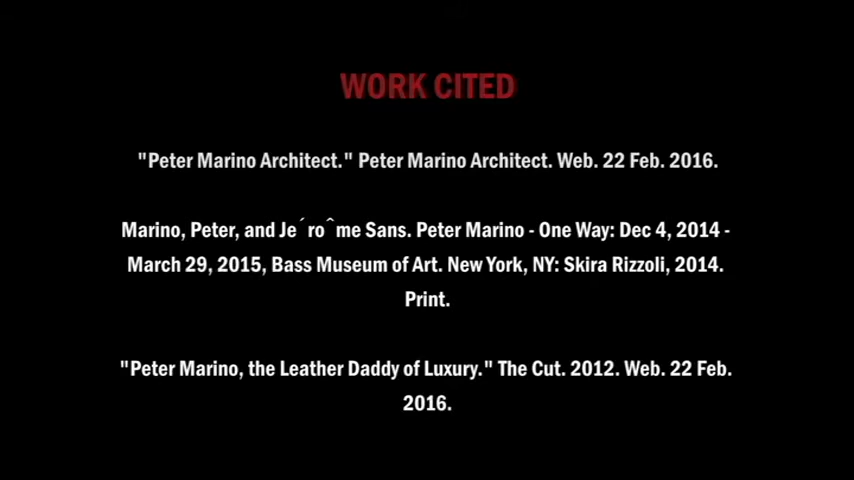 WORK CITED
"Peter Marino Architect." Peter Marino Architect. Web. 22 Feb. 2016.
Marino, Peter, and Je´roˆme Sans. Peter Marino - One Way: Dec 4, 2014 -
March 29, 2015, Bass Museum of Art. New York, NY: Skira Rizzoli, 2014.
Print.
"Peter Marino, the Leather Daddy of Luxury." The Cut. 2012. Web. 22 Feb.
2016.